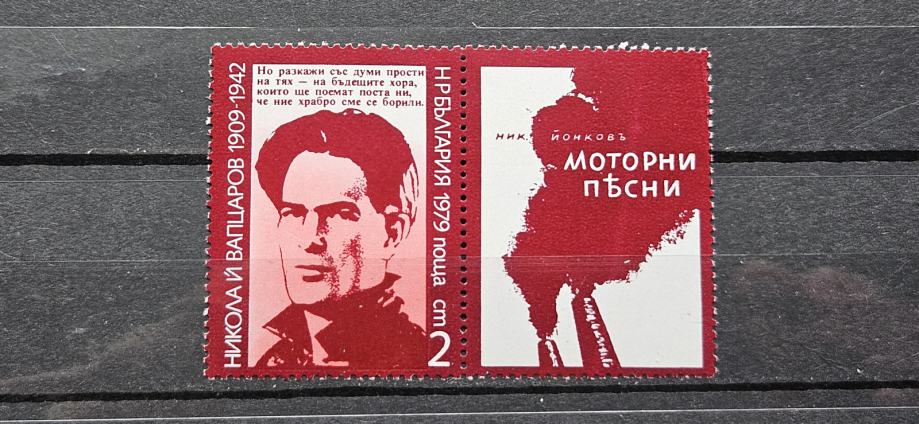 НИКОЛА Й ВАПЦАРОВ 1909-1942
Но разкажи със думи прости
на тях — на бъдещите хора,
които ще поемат поста ни,
че ние храбро сме се борили.
НР БЪЛГАРИЯ 1979 поща ст 2
НИК. ЙОНКОВЪ
МОТОРНИ
ПѢСНИ